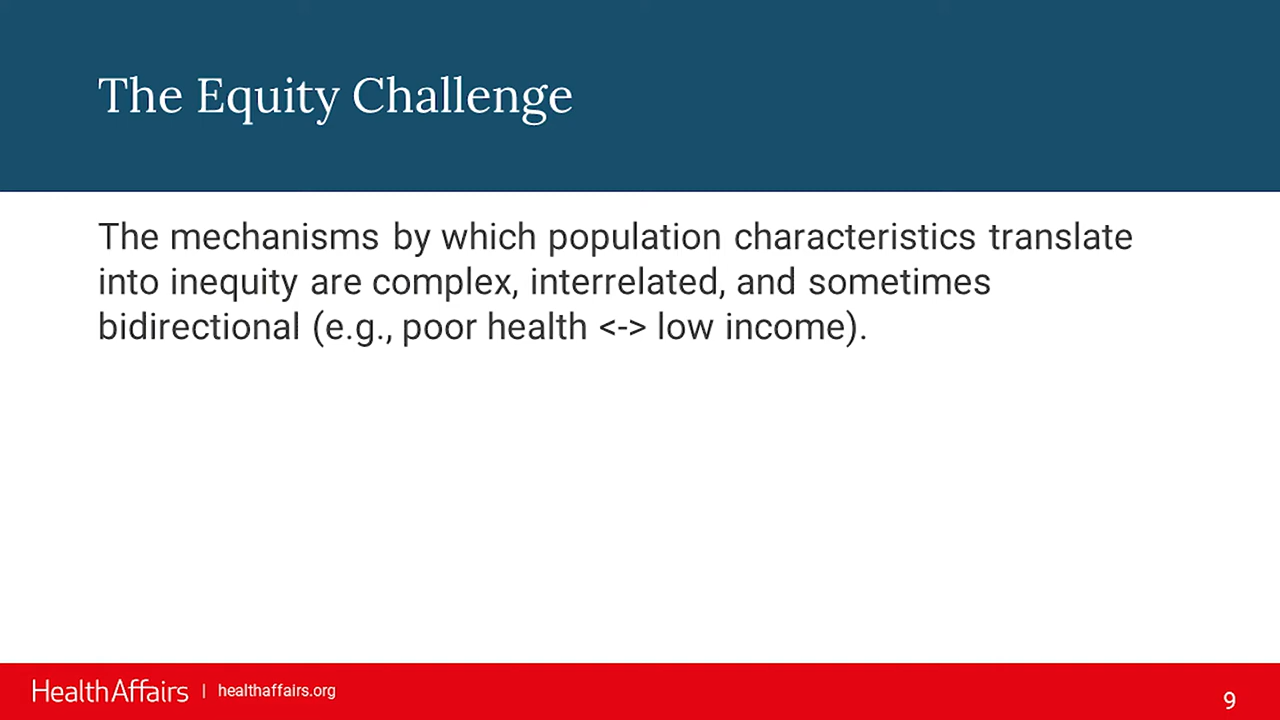 The Equity Challenge
The mechanisms by which population characteristics translate
into inequity are complex, interrelated, and sometimes
bidirectional (e.g., poor health <-> low income).
HealthAffairs | healthaffairs.org
9